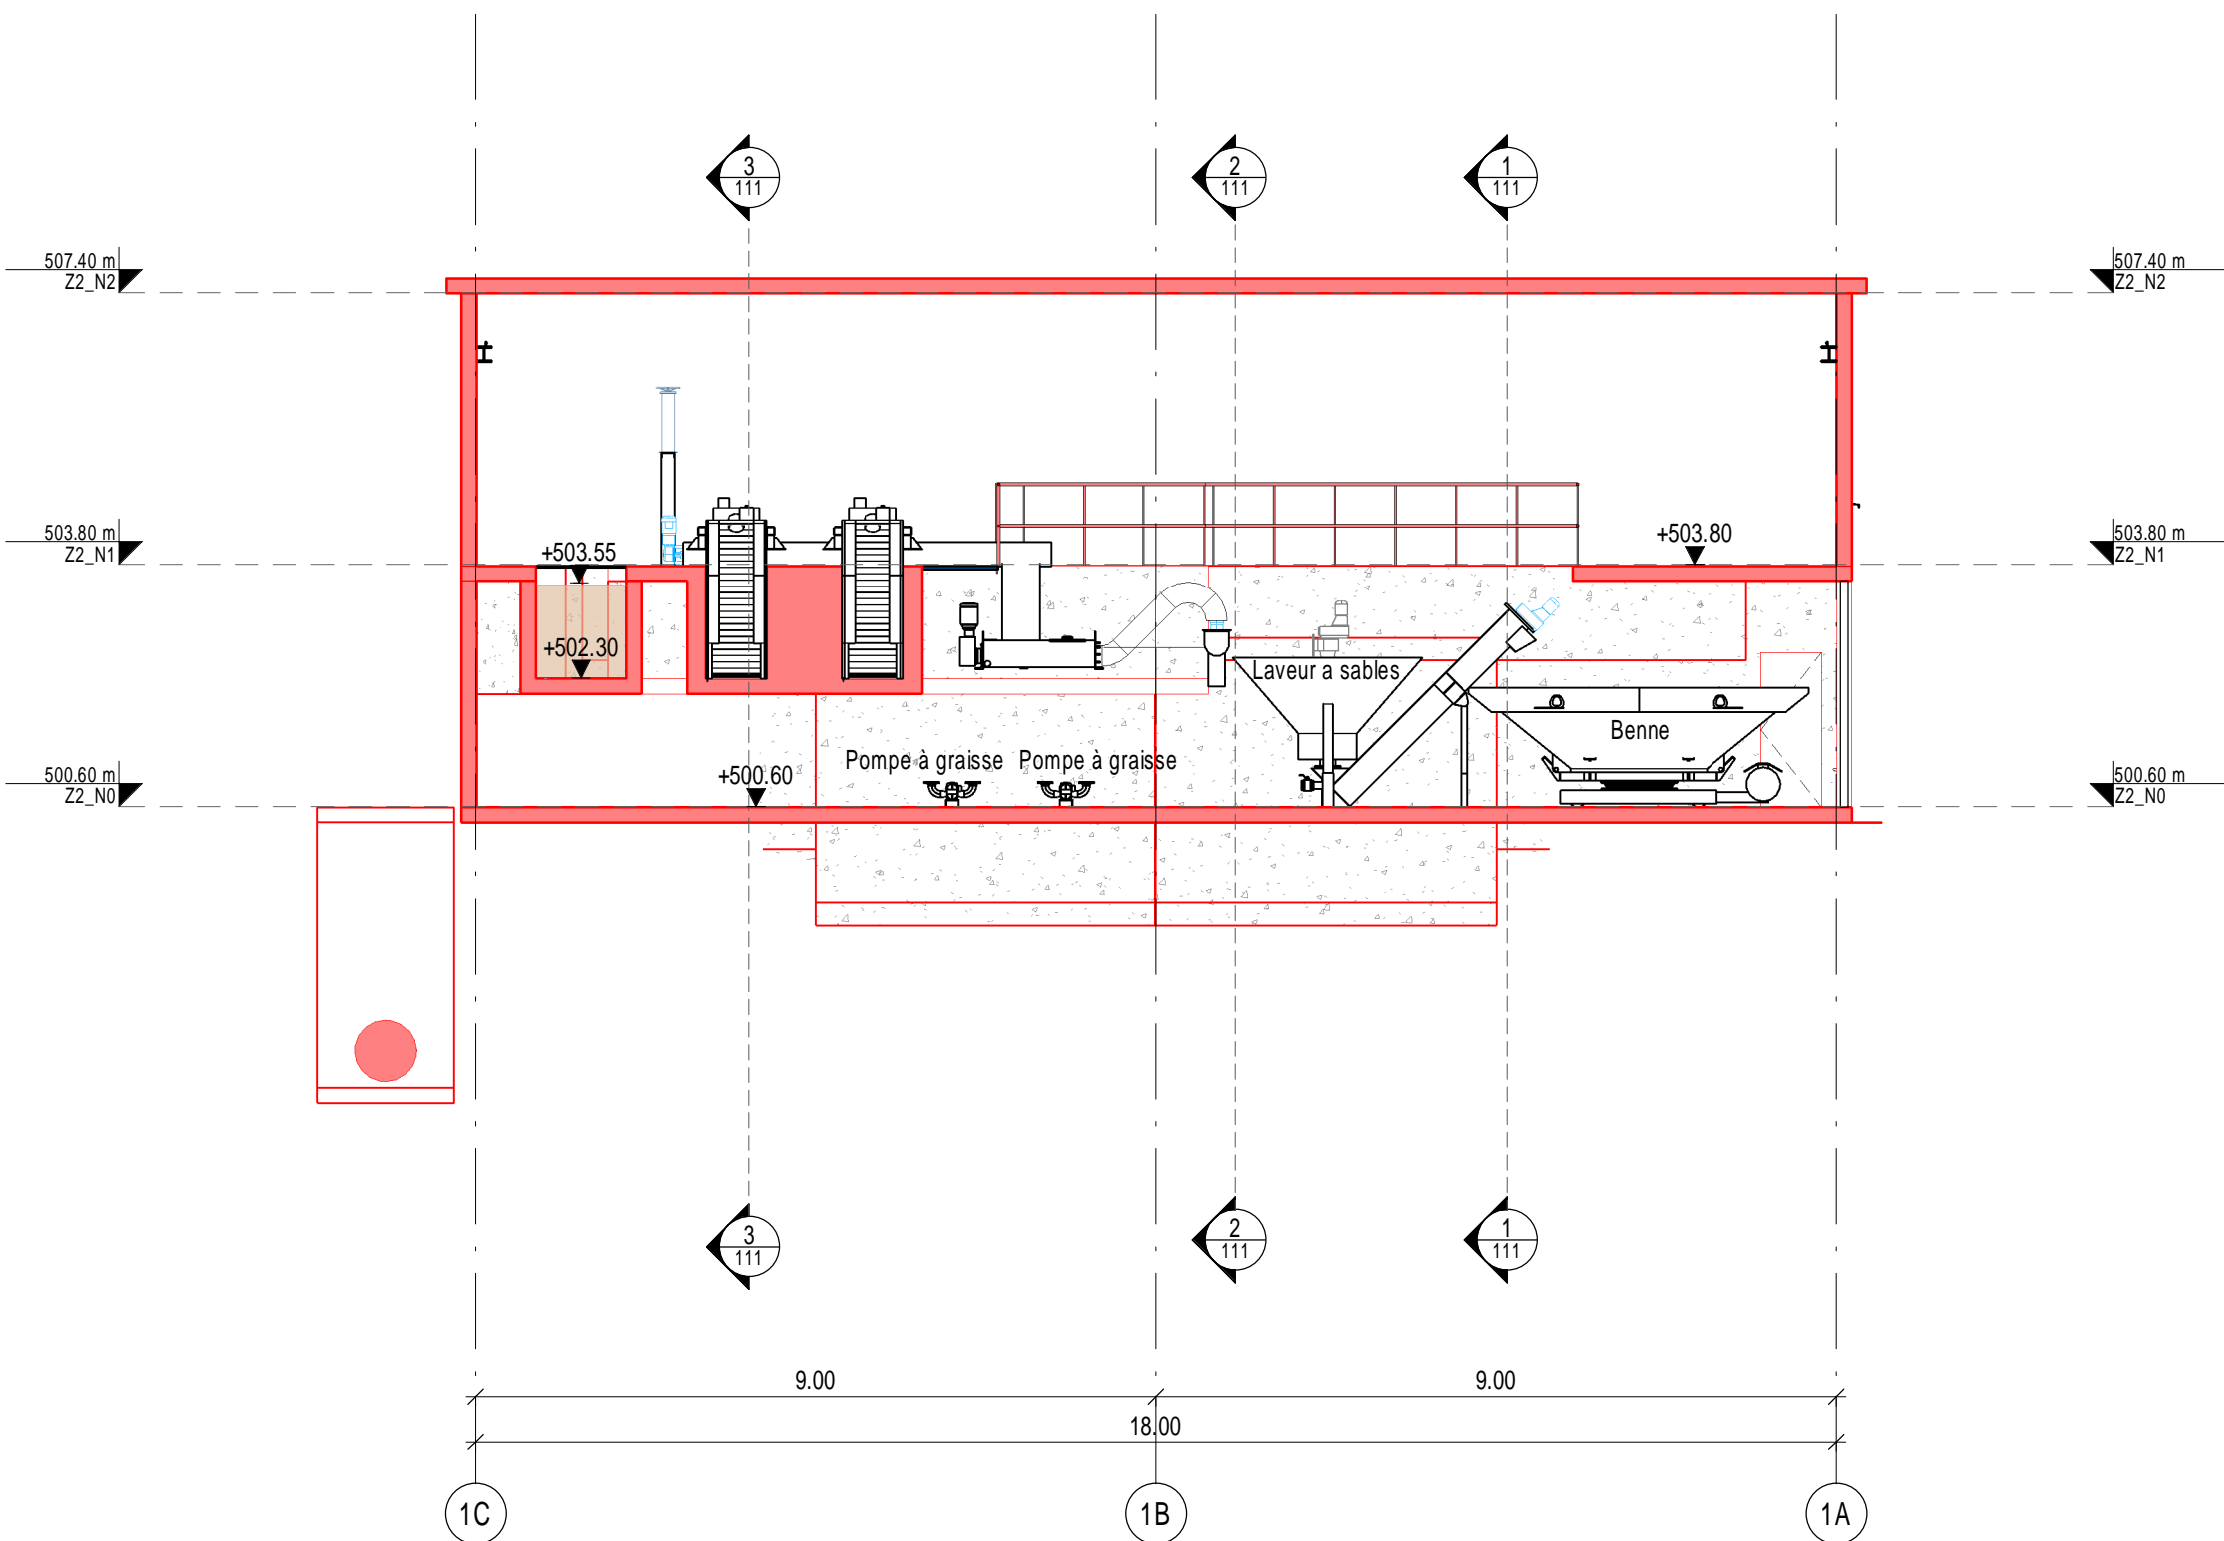 3
111
2
111
1
111
507.40 m
Z2_N2
507.40 m
Z2_N2
503.80 m
Z2_N1
+503.55
+503.80
503.80 m
Z2_N1
+502.30
Laveur a sables
Benne
Pompe à graisse
Pompe à graisse
500.60 m
Z2_N0
+500.60
500.60 m
Z2_N0
3
111
2
111
1
111
9.00
9.00
18.00
1C
1B
1A